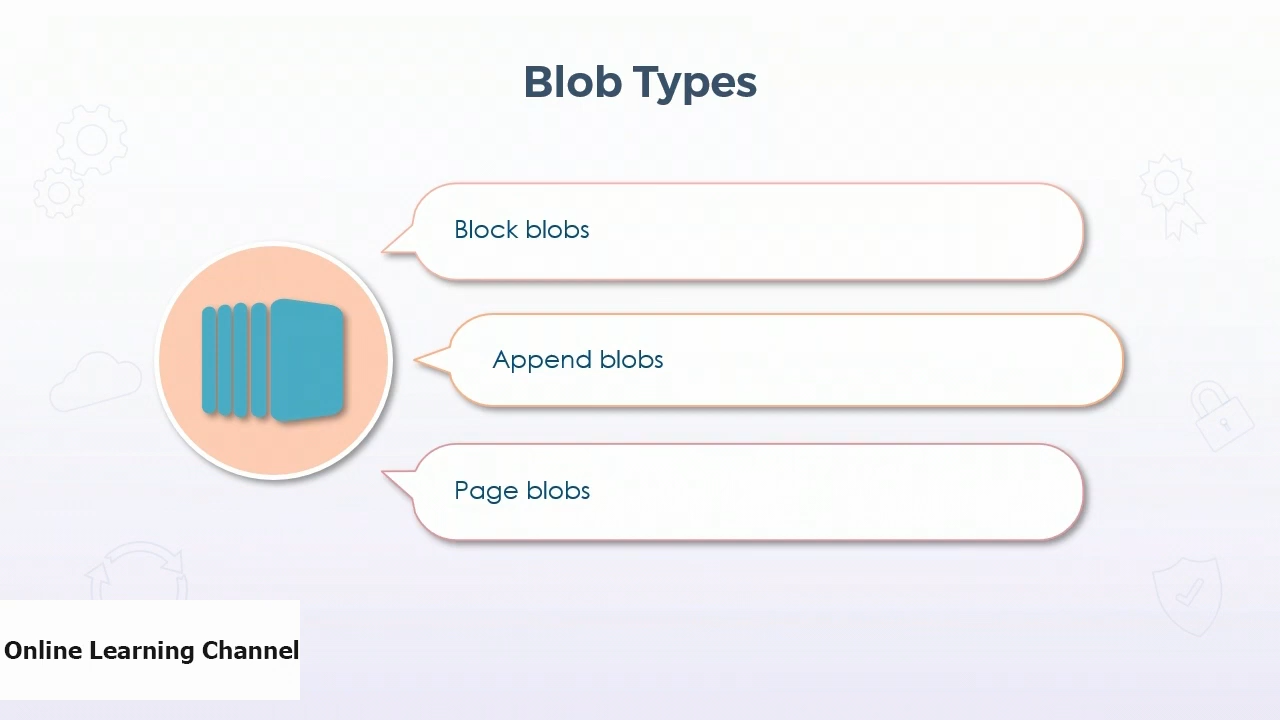 Blob Types
Block blobs
Append blobs
Page blobs
Online Learning Channel